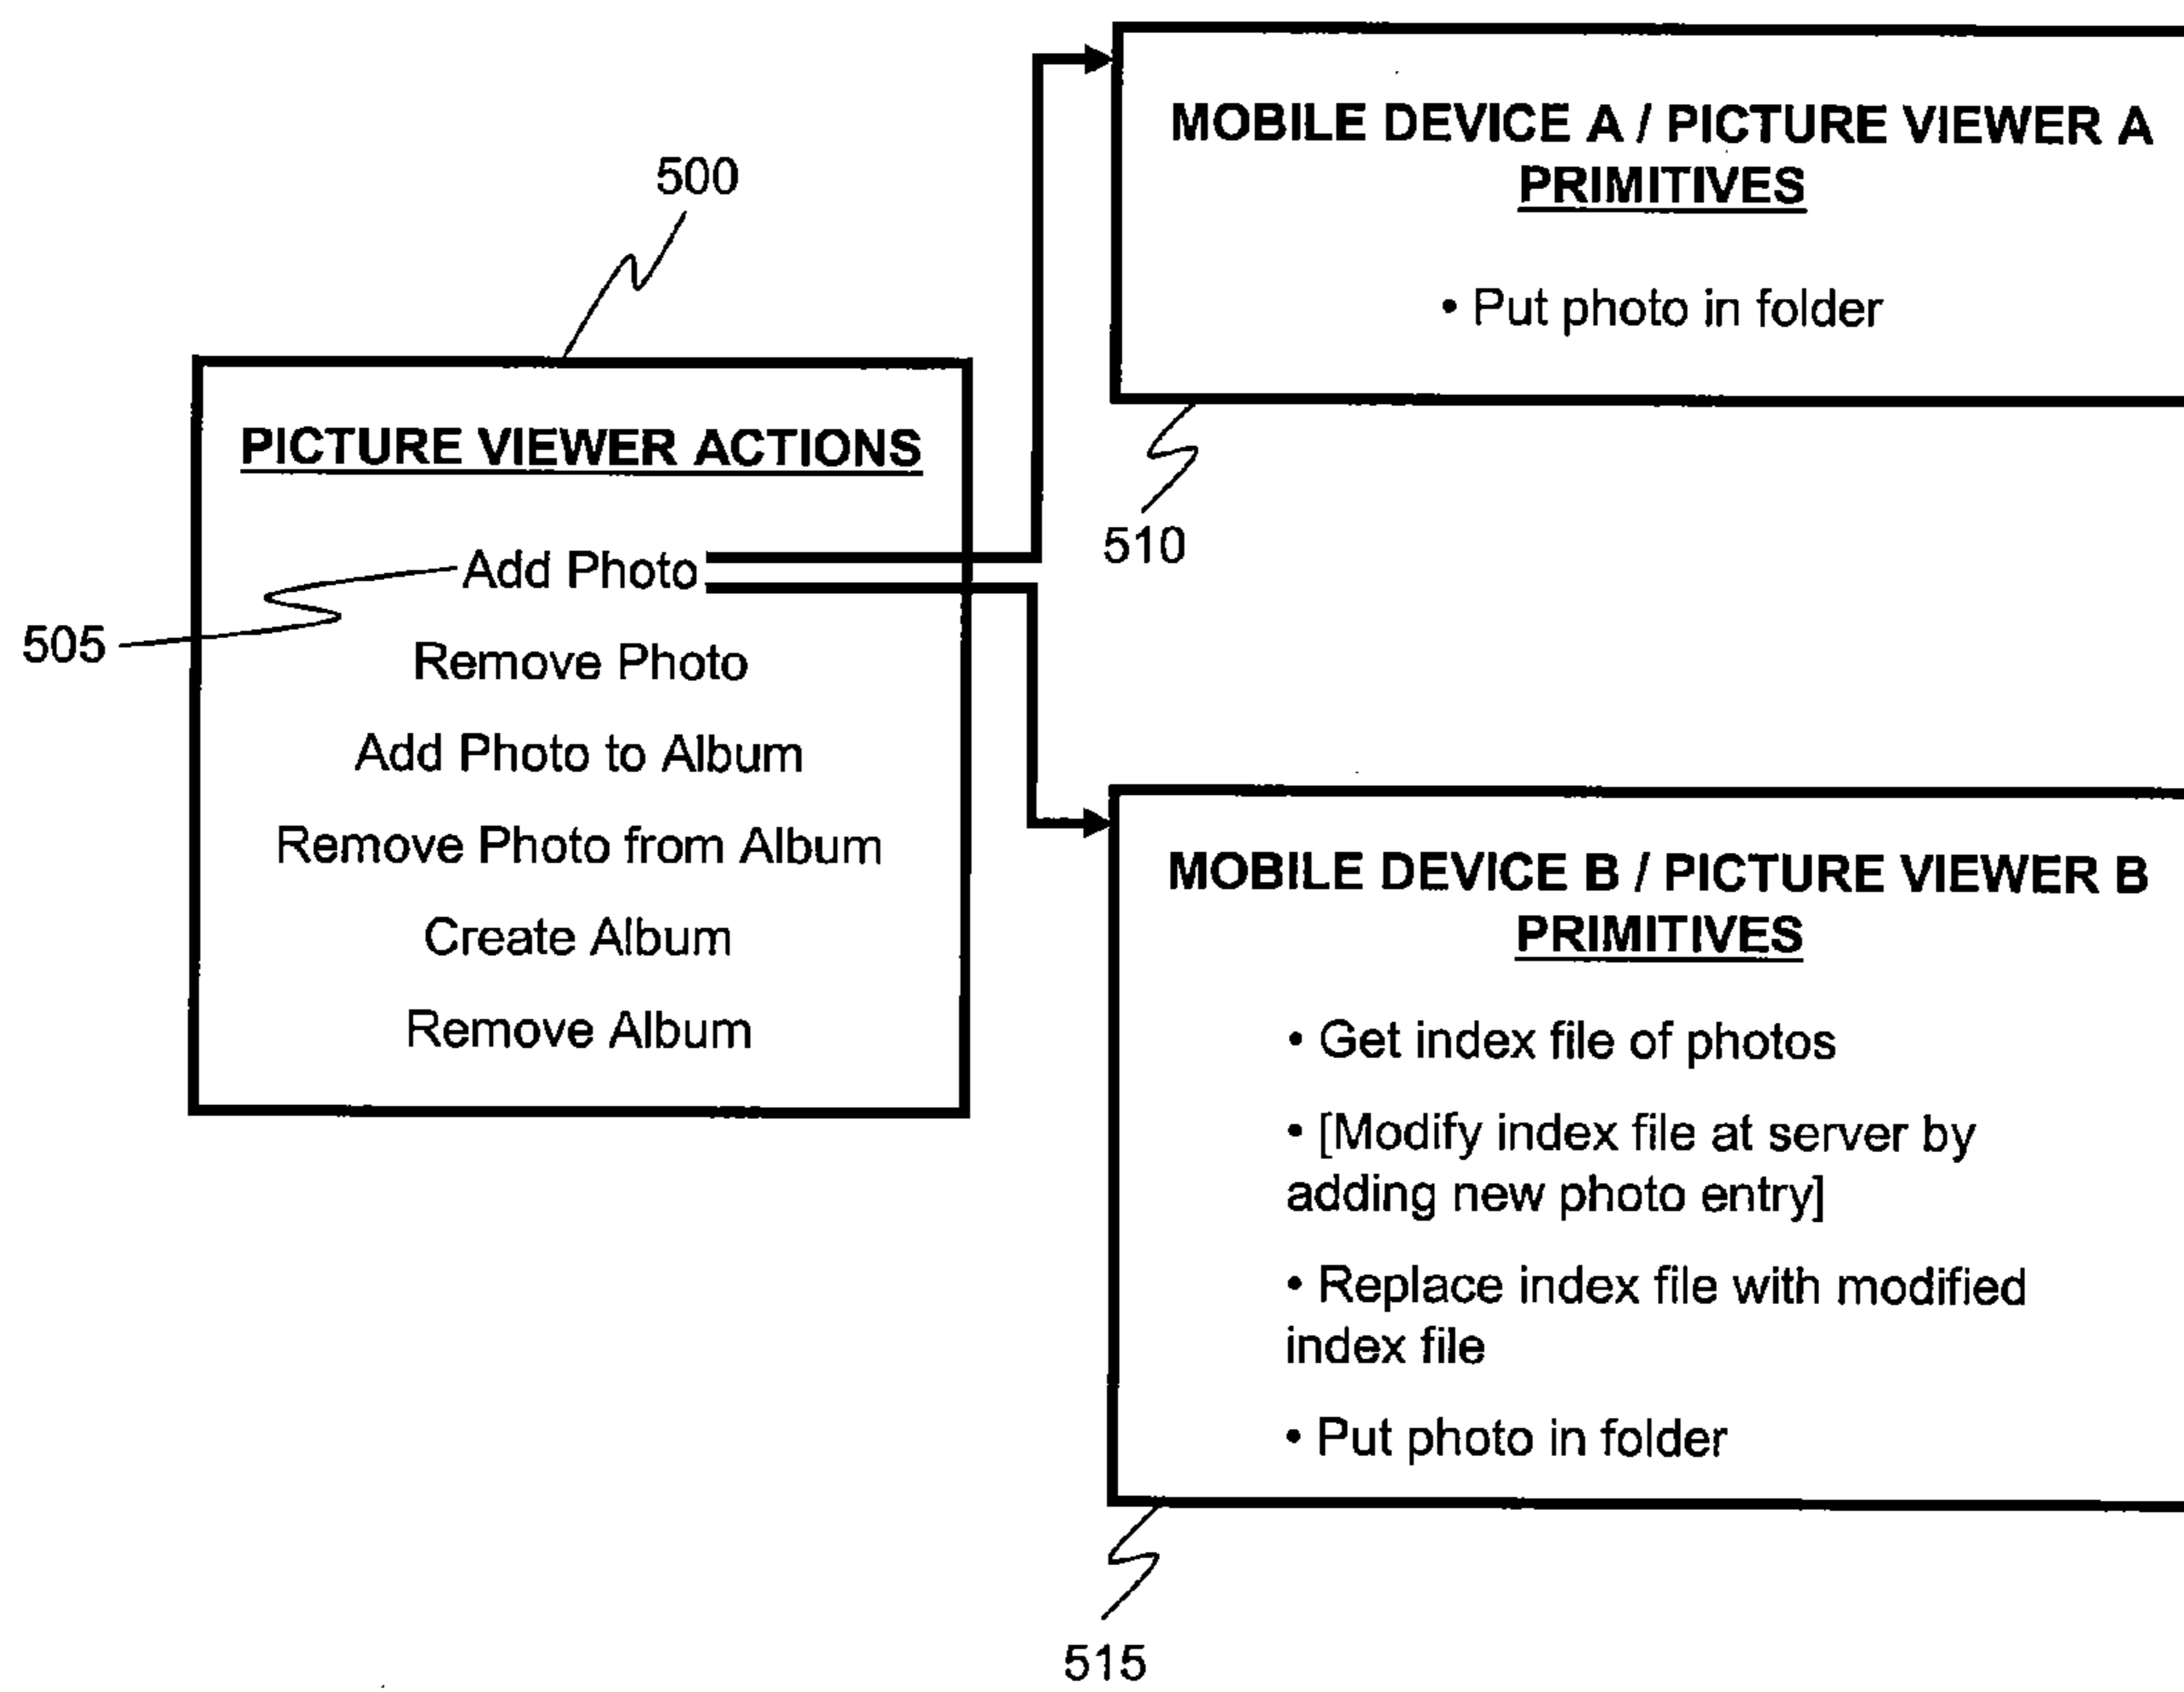 500
PICTURE VIEWER ACTIONS
Add Photo
505
Remove Photo
Add Photo to Album
Remove Photo from Album
Create Album
Remove Album
MOBILE DEVICE A / PICTURE VIEWER A
PRIMITIVES
• Put photo in folder
510
MOBILE DEVICE B / PICTURE VIEWER B
PRIMITIVES
• Get index file of photos
• [Modify index file at server by
adding new photo entry]
• Replace index file with modified
index file
• Put photo in folder
515